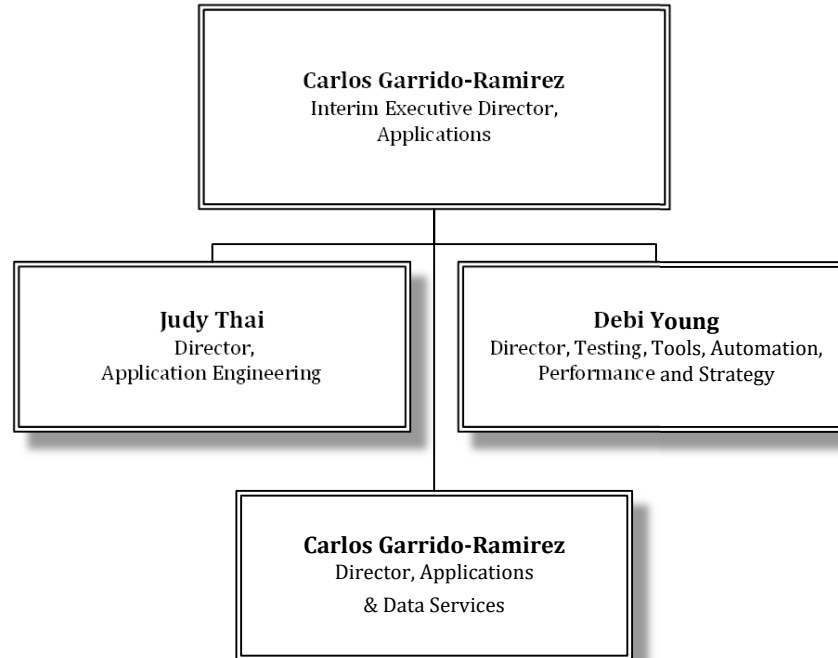 Carlos Garrido-Ramirez
Interim Executive Director,
Applications
Judy Thai
Director,
Application Engineering
Debi Young
Director, Testing, Tools, Automation,
Performance and Strategy
Carlos Garrido-Ramirez
Director, Applications
& Data Services